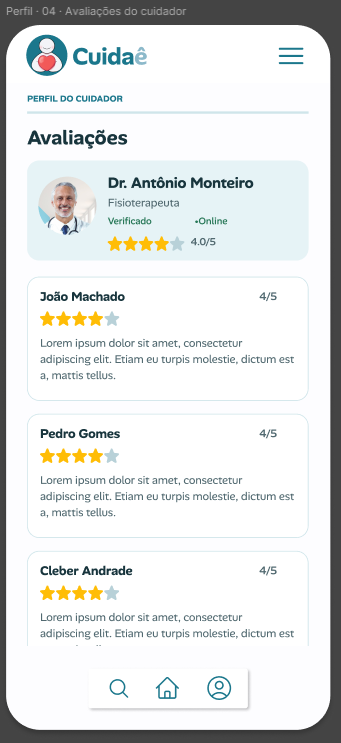 Perfil · 04 · Avaliações do cuidador
Cuidaê
PERFIL DO CUIDADOR
Avaliações
Dr. Antônio Monteiro
Fisioterapeuta
Verificado •Online
4.0/5
João Machado 4/5
Lorem ipsum dolor sit amet, consectetur
adipiscing elit. Etiam eu turpis molestie, dictum est
a, mattis tellus.
Pedro Gomes 4/5
Lorem ipsum dolor sit amet, consectetur
adipiscing elit. Etiam eu turpis molestie, dictum est
a, mattis tellus.
Cleber Andrade 4/5
Lorem ipsum dolor sit amet, consectetur
adipiscing elit. Etiam eu turpis molestie, dictum est